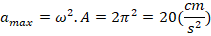 a_max = ω².A = 2π² = 20(cm/s²)